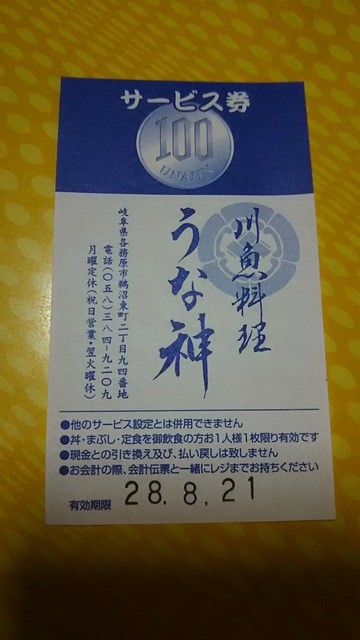 サービス券
100
UNAJIN
川魚料理
うな神
岐阜県各務原市鵜沼東町二丁目九四番地
電話(〇五八)三八四-九二〇九
月曜定休(祝日営業・翌火曜休)
●他のサービス設定とは併用できません
●丼・まぶし・定食を御飲食の方お1人様1枚限り有効です
●現金との引き換え及び、払い戻しは致しません
●お会計の際、会計伝票と一緒にレジまでお持ちください
有効期限 28.8.21